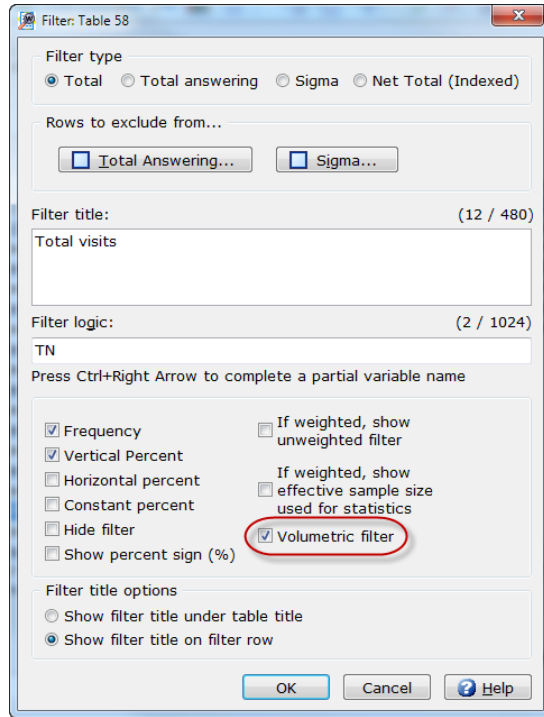 Filter: Table 58
Filter type
Total Total answering Sigma Net Total (Indexed)
Rows to exclude from...
Total Answering... Sigma...
Filter title: (12 / 480)
Total visits
Filter logic: (2 / 1024)
TN
Press Ctrl+Right Arrow to complete a partial variable name
Frequency
Vertical Percent
Horizontal percent
Constant percent
Hide filter
Show percent sign (%)
If weighted, show
unweighted filter
If weighted, show
effective sample size
used for statistics
Volumetric filter
Filter title options
Show filter title under table title
Show filter title on filter row
OK Cancel Help